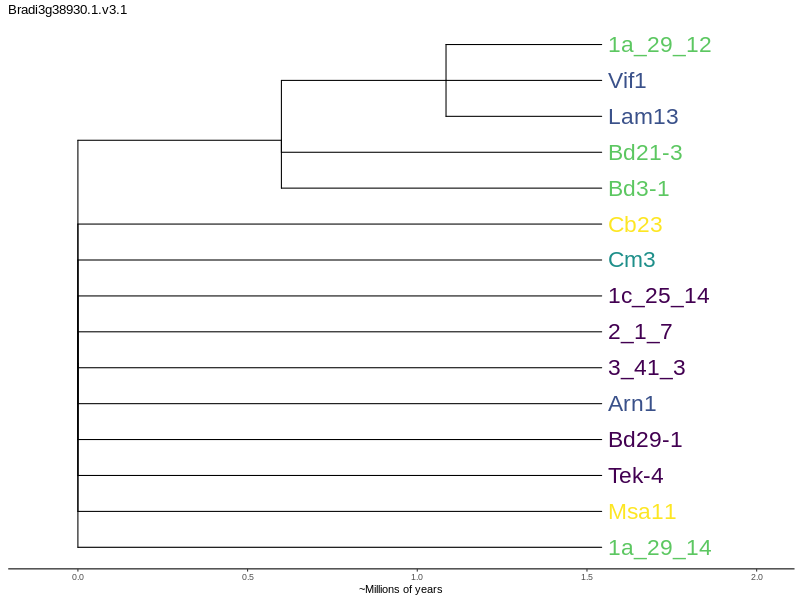 Bradi3g38930.1.v3.1
1a_29_12
Vif1
Lam13
Bd21-3
Bd3-1
Cb23
Cm3
1c_25_14
2_1_7
3_41_3
Arn1
Bd29-1
Tek-4
Msa11
1a_29_14
0.0 0.5 1.0 1.5 2.0
~Millions of years